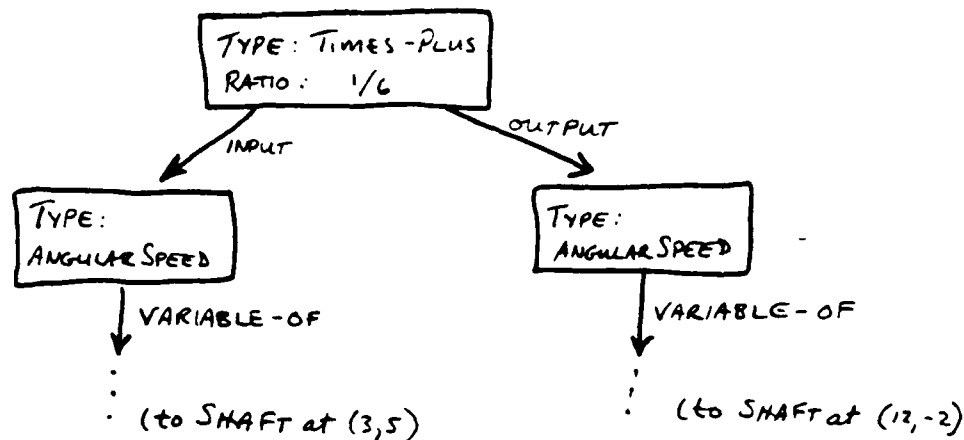 TYPE: TIMES-PLUS
RATIO: 1/6
INPUT
OUTPUT
TYPE:
ANGULAR SPEED
TYPE:
ANGULAR SPEED
VARIABLE-OF
VARIABLE-OF
(to SHAFT at (3,5)
(to SHAFT at (12,-2)